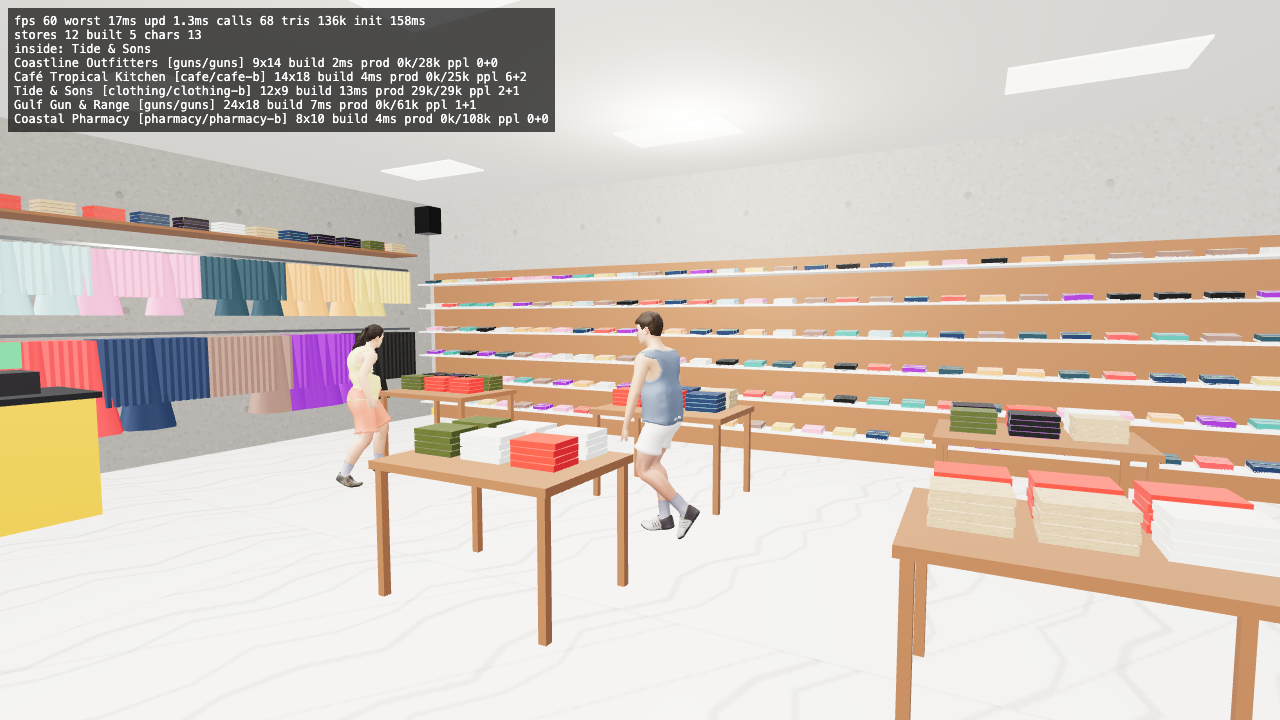 fps 60 worst 17ms upd 1.3ms calls 68 tris 136k init 158ms
stores 12 built 5 chars 13
inside: Tide & Sons
Coastline Outfitters [guns/guns] 9x14 build 2ms prod 0k/28k ppl 0+0
Café Tropical Kitchen [cafe/cafe-b] 14x18 build 4ms prod 0k/25k ppl 6+2
Tide & Sons [clothing/clothing-b] 12x9 build 13ms prod 29k/29k ppl 2+1
Gulf Gun & Range [guns/guns] 24x18 build 7ms prod 0k/61k ppl 1+1
Coastal Pharmacy [pharmacy/pharmacy-b] 8x10 build 4ms prod 0k/108k ppl 0+0